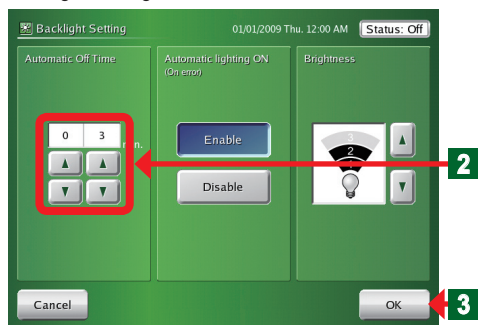 Backlight Setting 01/01/2009 Thu. 12:00 AM Status: Off
Automatic Off Time
0 3 min.
Automatic lighting ON
(On error)
Enable
Disable
Brightness
3
2
1
2
Cancel
OK
3